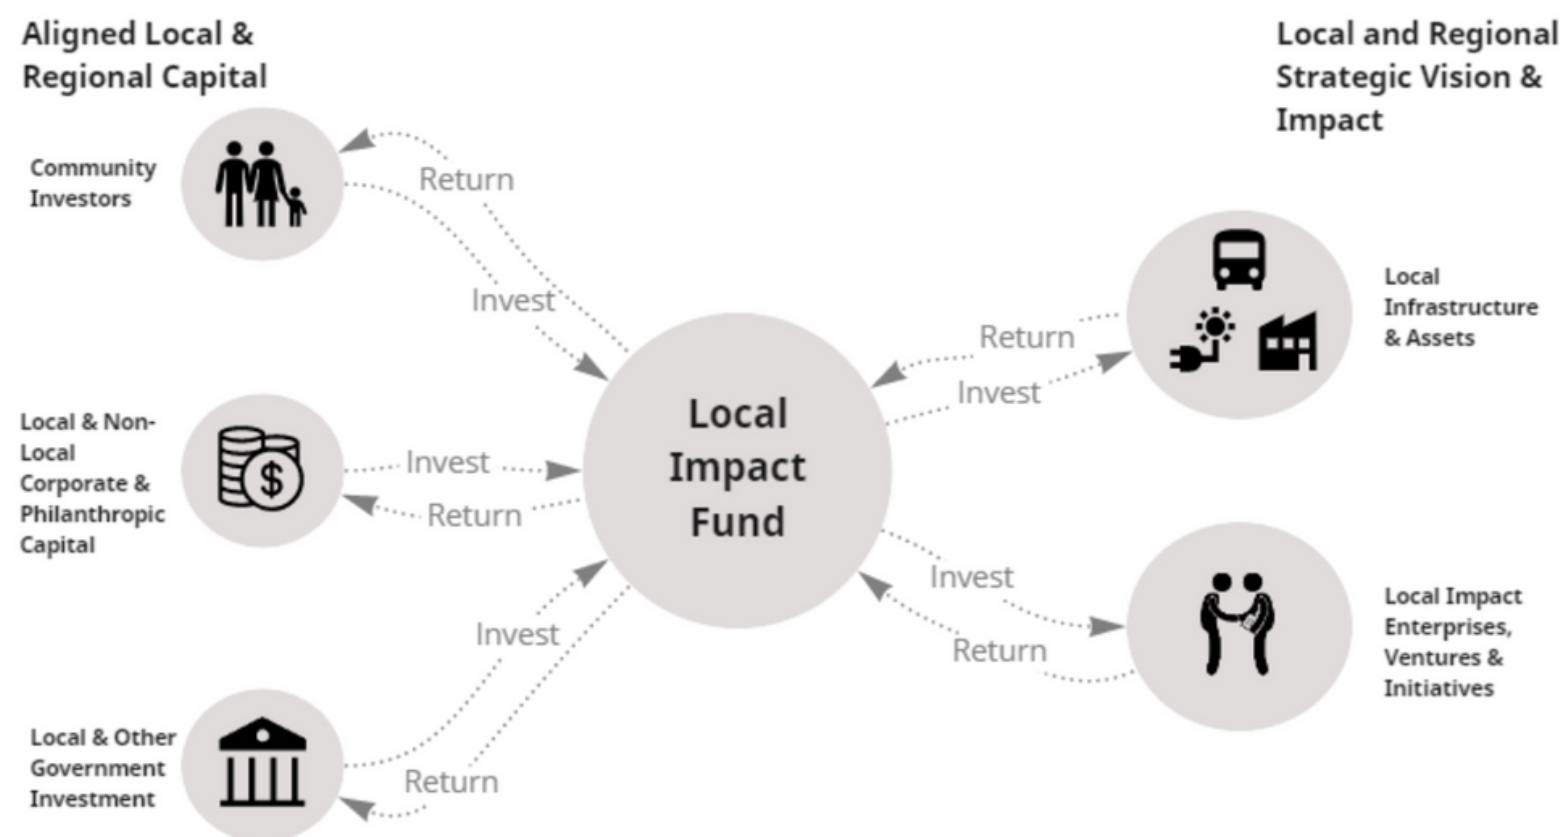 Aligned Local &
Regional Capital
Community
Investors
Return
Invest
Local & Non-
Local
Corporate &
Philanthropic
Capital
Invest
Return
Local & Other
Government
Investment
Invest
Return
Local
Impact
Fund
Local and Regional
Strategic Vision &
Impact
Return
Invest
Local
Infrastructure
& Assets
Invest
Return
Local Impact
Enterprises,
Ventures &
Initiatives
$